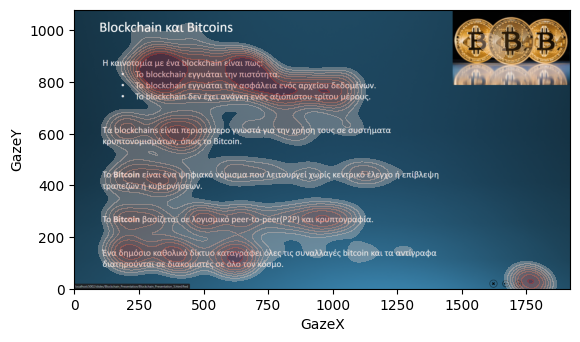 Blockchain και Bitcoins
Η καινοτομία με ένα blockchain είναι πως:
• Το blockchain εγγυάται την πιστότητα.
• Το blockchain εγγυάται την ασφάλεια ενός αρχείου δεδομένων.
• Το blockchain δεν έχει ανάγκη ενός αξιόπιστου τρίτου μέρους.
Τα blockchains είναι περισσότερο γνωστά για την χρήση τους σε συστήματα
κρυπτονομισμάτων, όπως το Bitcoin.
Το Bitcoin είναι ένα ψηφιακό νόμισμα που λειτουργεί χωρίς κεντρικό έλεγχο ή επίβλεψη
τραπεζών ή κυβερνήσεων.
Το Bitcoin βασίζεται σε λογισμικό peer-to-peer(P2P) και κρυπτογραφία.
Ένα δημόσιο καθολικό δίκτυο καταγράφει όλες τις συναλλαγές bitcoin και τα αντίγραφα
διατηρούνται σε διακομιστές σε όλο τον κόσμο.
GazeY
1000
800
600
400
200
0
0
250
500
750
1000
1250
1500
1750
GazeX